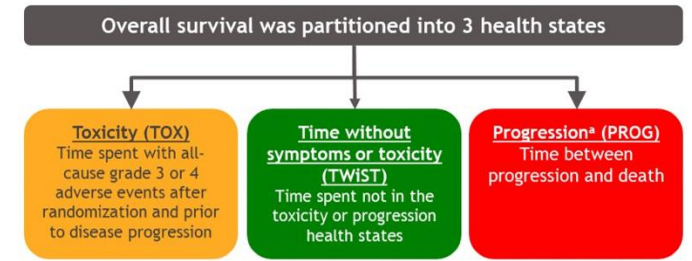 Overall survival was partitioned into 3 health states
Toxicity (TOX)
Time spent with all-
cause grade 3 or 4
adverse events after
randomization and prior
to disease progression
Time without
symptoms or toxicity
(TWiST)
Time spent not in the
toxicity or progression
health states
Progressionᵃ (PROG)
Time between
progression and death